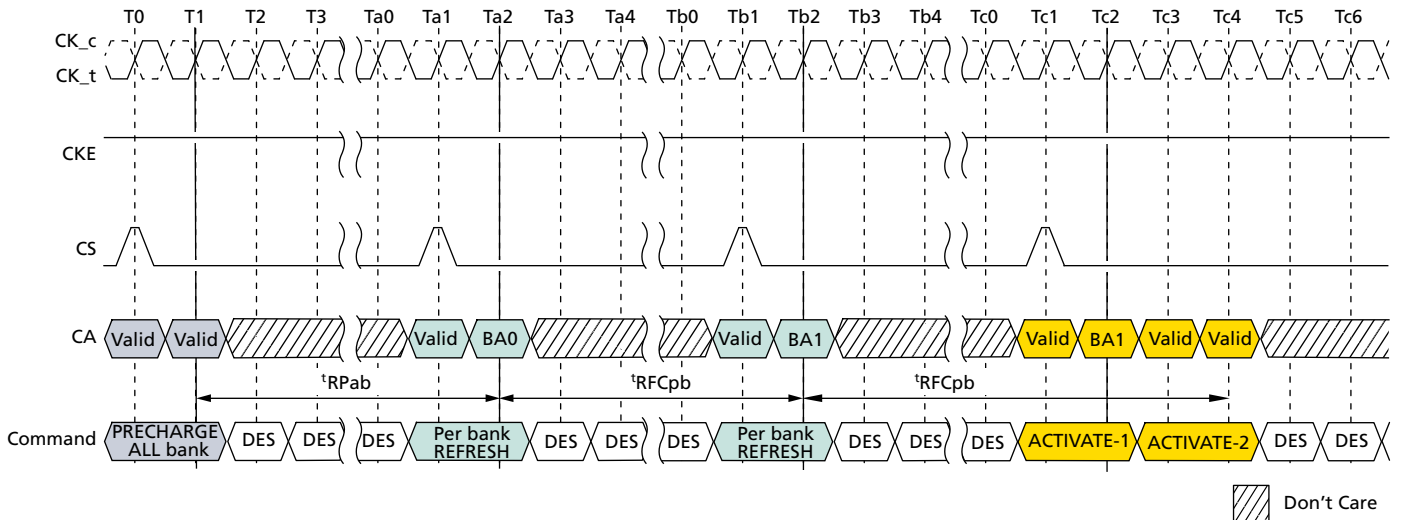 T0 T1 T2 T3 Ta0 Ta1 Ta2 Ta3 Ta4 Tb0 Tb1 Tb2 Tb3 Tb4 Tc0 Tc1 Tc2 Tc3 Tc4 Tc5 Tc6
CK_c
CK_t
CKE
CS
CA Valid Valid Valid BA0 Valid BA1 Valid BA1 Valid Valid
tRPab tRFCpb tRFCpb
Command PRECHARGE ALL bank DES DES DES Per bank REFRESH DES DES DES Per bank REFRESH DES DES DES ACTIVATE-1 ACTIVATE-2 DES DES
Don't Care